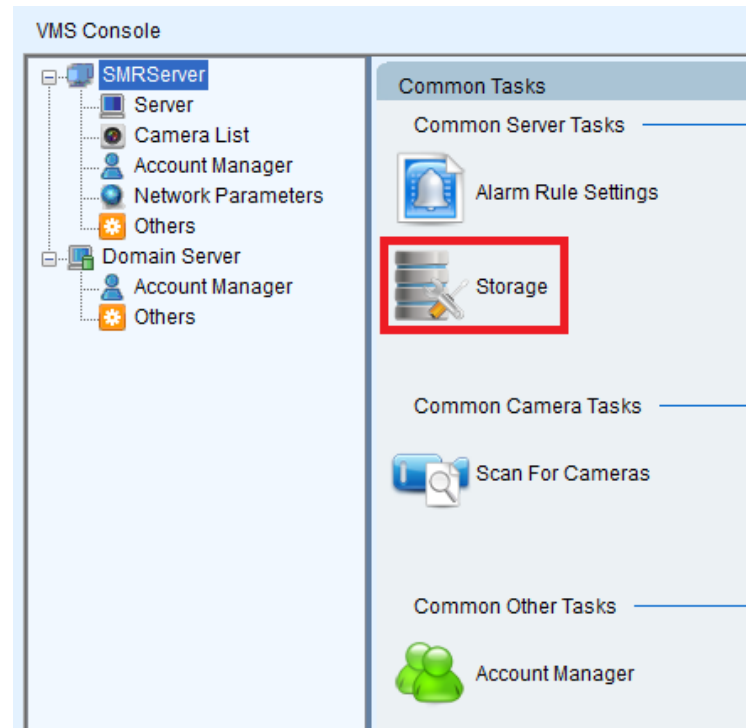 VMS Console
SMRServer
Server
Camera List
Account Manager
Network Parameters
Others
Domain Server
Account Manager
Others
Common Tasks
Common Server Tasks
Alarm Rule Settings
Storage
Common Camera Tasks
Scan For Cameras
Common Other Tasks
Account Manager